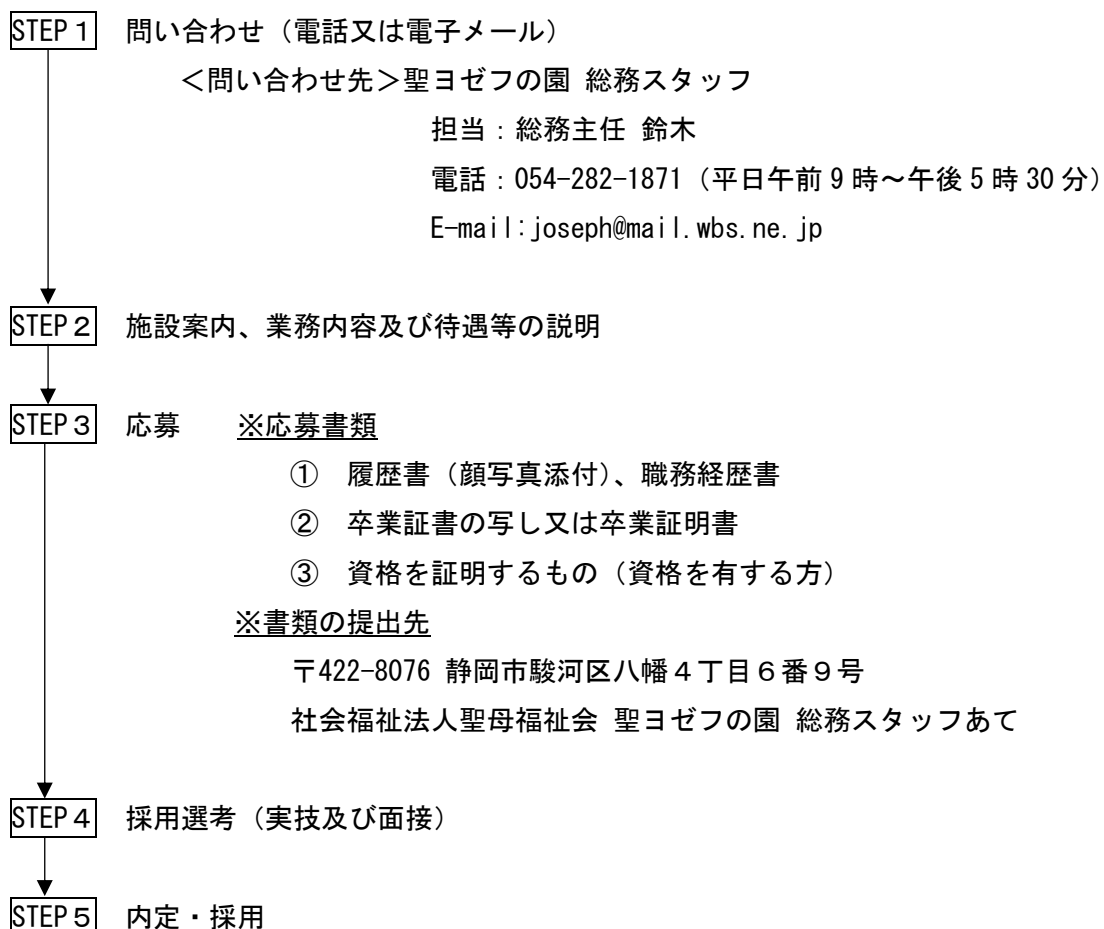 STEP１ 問い合わせ（電話又は電子メール）
＜問い合わせ先＞聖ヨゼフの園 総務スタッフ
担当：総務主任 鈴木
電話：054-282-1871（平日午前９時～午後５時30分）
E-mail:joseph@mail.wbs.ne.jp
STEP２ 施設案内、業務内容及び待遇等の説明
STEP３ 応募 ※応募書類
① 履歴書（顔写真添付）、職務経歴書
② 卒業証書の写し又は卒業証明書
③ 資格を証明するもの（資格を有する方）
※書類の提出先
〒422-8076 静岡市駿河区八幡４丁目６番９号
社会福祉法人聖母福祉会 聖ヨゼフの園 総務スタッフあて
STEP４ 採用選考（実技及び面接）
STEP５ 内定・採用